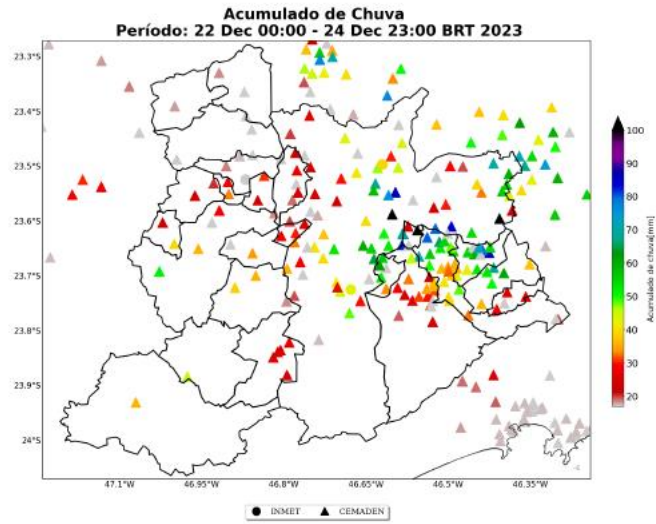 Acumulado de Chuva
Período: 22 Dec 00:00 - 24 Dec 23:00 BRT 2023
23.3°S
23.4°S
23.5°S
23.6°S
23.7°S
23.8°S
23.9°S
24°S
47.1°W
46.95°W
46.8°W
46.65°W
46.5°W
46.35°W
100
90
80
70
60
50
40
30
20
Acumulado de chuva[mm]
INMET
CEMADEN